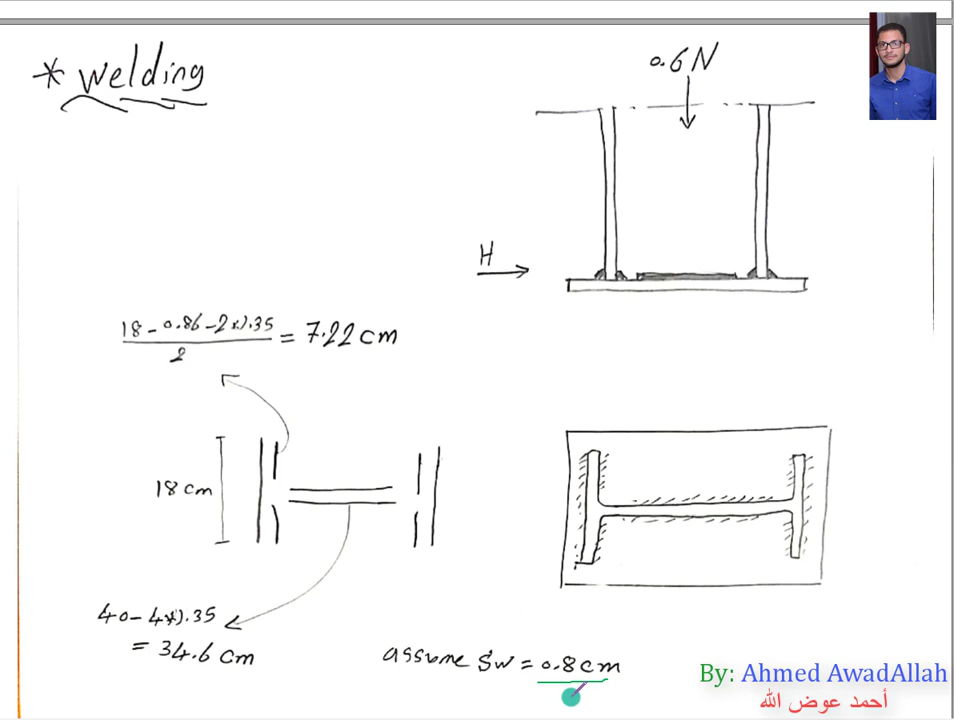 * Welding
0.6N
H
18 - 0.86 - 2*1.35
2
= 7.22 cm
18 cm
40 - 4*1.35
= 34.6 cm
assume Sw = 0.8 cm
By: Ahmed AwadAllah
أحمد عوض الله